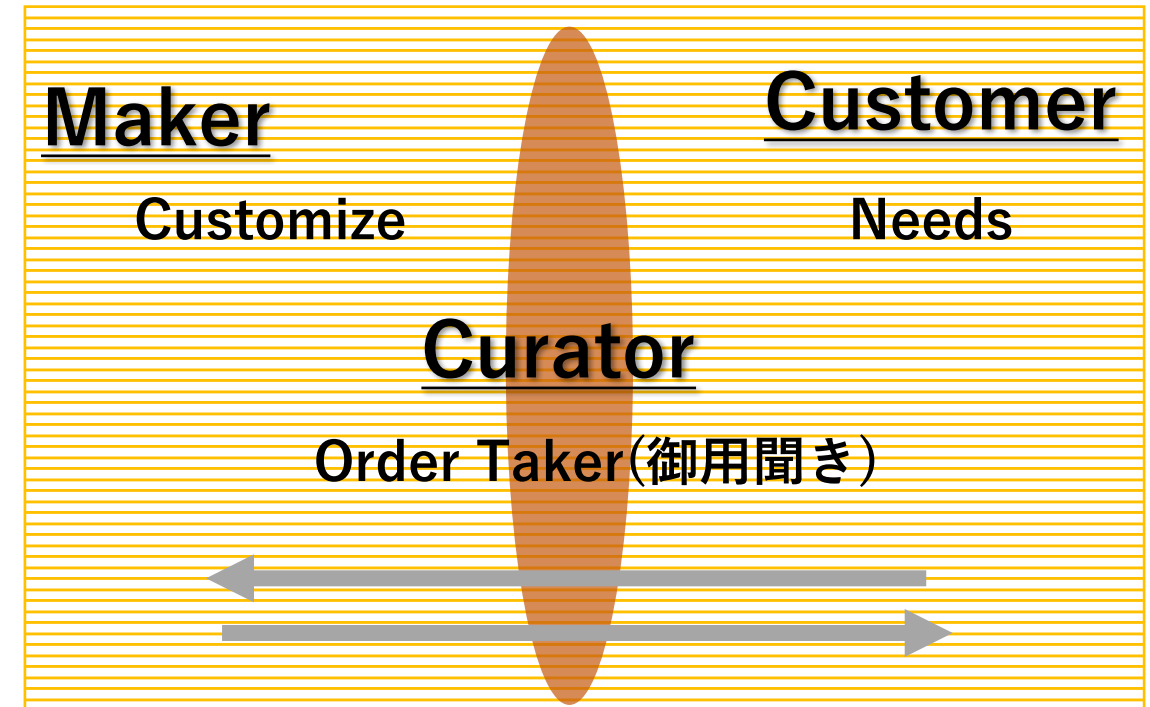 Maker
Customer
Customize
Needs
Curator
Order Taker(御用聞き)